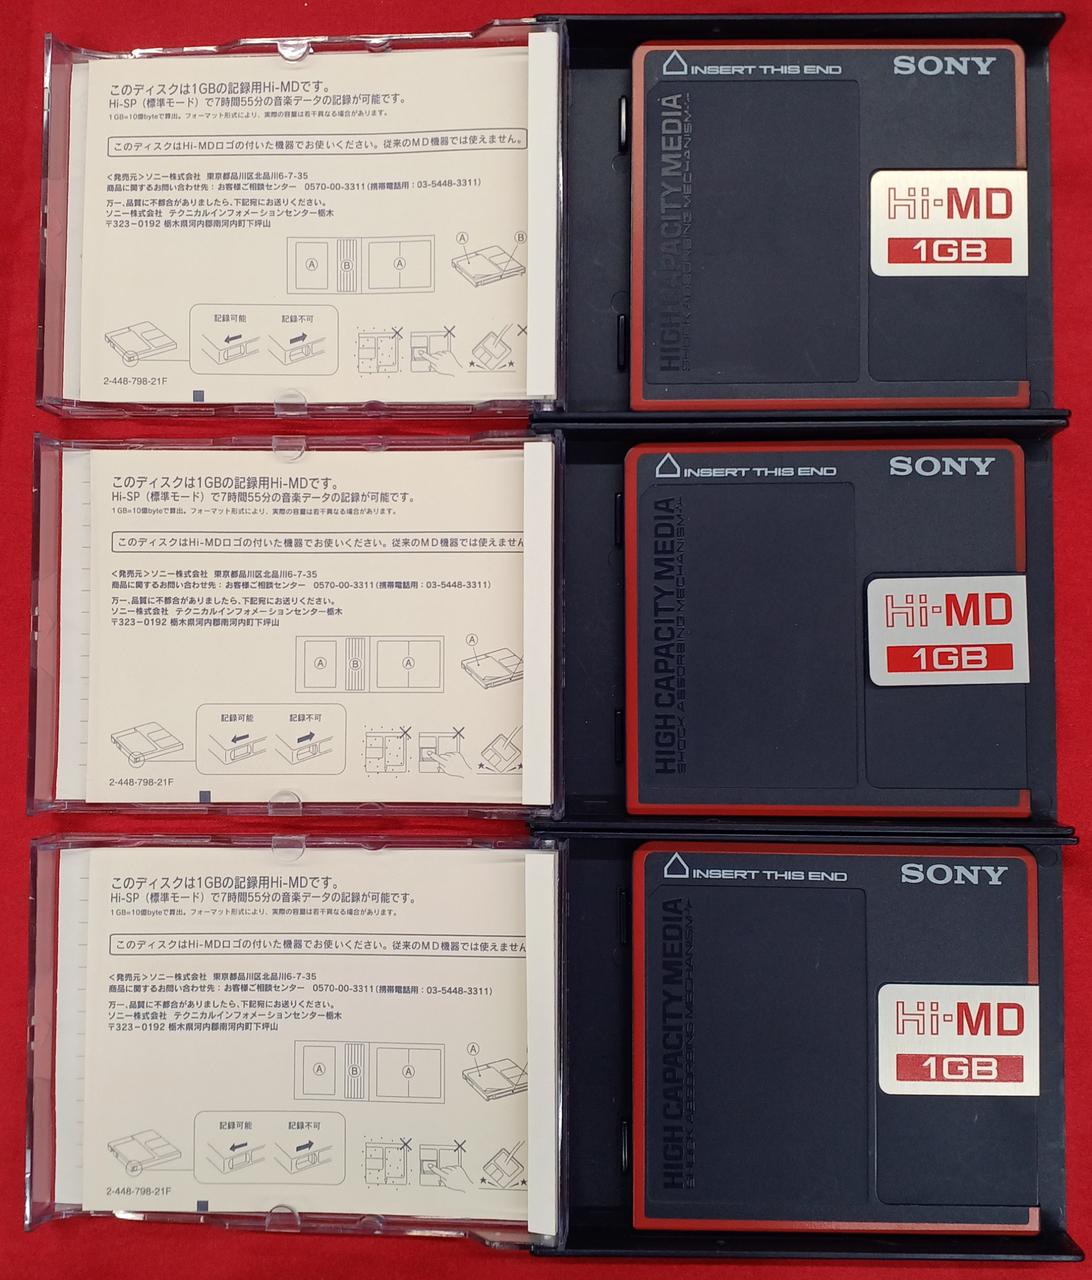 このディスクは1GBの記録用Hi-MDです。
Hi-SP（標準モード）で7時間55分の音楽データの記録が可能です。
1GB=10億byteで算出。フォーマット形式により、実際の容量は若干異なる場合があります。
このディスクはHi-MDロゴの付いた機器でお使いください。従来のMD機器では使えません。
＜発売元＞ソニー株式会社 東京都品川区北品川6-7-35
商品に関するお問い合わせ先：お客様ご相談センター 0570-00-3311（携帯電話用：03-5448-3311）
万一、品質に不都合がありましたら、下記宛にお送りください。
ソニー株式会社 テクニカルインフォメーションセンター栃木
〒323-0192 栃木県河内郡南河内町下坪山
A B A A B
記録可能 記録不可
2-448-798-21F
INSERT THIS END SONY
HIGH CAPACITY MEDIA
SHOCK ABSORBING MECHANISM
Hi-MD
1GB
このディスクは1GBの記録用Hi-MDです。
Hi-SP（標準モード）で7時間55分の音楽データの記録が可能です。
1GB=10億byteで算出。フォーマット形式により、実際の容量は若干異なる場合があります。
このディスクはHi-MDロゴの付いた機器でお使いください。従来のMD機器では使えません
＜発売元＞ソニー株式会社 東京都品川区北品川6-7-35
商品に関するお問い合わせ先：お客様ご相談センター 0570-00-3311（携帯電話用：03-5448-3311）
万一、品質に不都合がありましたら、下記宛にお送りください。
ソニー株式会社 テクニカルインフォメーションセンター栃木
〒323-0192 栃木県河内郡南河内町下坪山
A B A A
記録可能 記録不可
2-448-798-21F
INSERT THIS END SONY
HIGH CAPACITY MEDIA
SHOCK ABSORBING MECHANISM
Hi-MD
1GB
このディスクは1GBの記録用Hi-MDです。
Hi-SP（標準モード）で7時間55分の音楽データの記録が可能です。
1GB=10億byteで算出。フォーマット形式により、実際の容量は若干異なる場合があります。
このディスクはHi-MDロゴの付いた機器でお使いください。従来のMD機器では使えません
＜発売元＞ソニー株式会社 東京都品川区北品川6-7-35
商品に関するお問い合わせ先：お客様ご相談センター 0570-00-3311（携帯電話用：03-5448-3311）
万一、品質に不都合がありましたら、下記宛にお送りください。
ソニー株式会社 テクニカルインフォメーションセンター栃木
〒323-0192 栃木県河内郡南河内町下坪山
A B A A
記録可能 記録不可
2-448-798-21F
INSERT THIS END SONY
HIGH CAPACITY MEDIA
SHOCK ABSORBING MECHANISM
Hi-MD
1GB